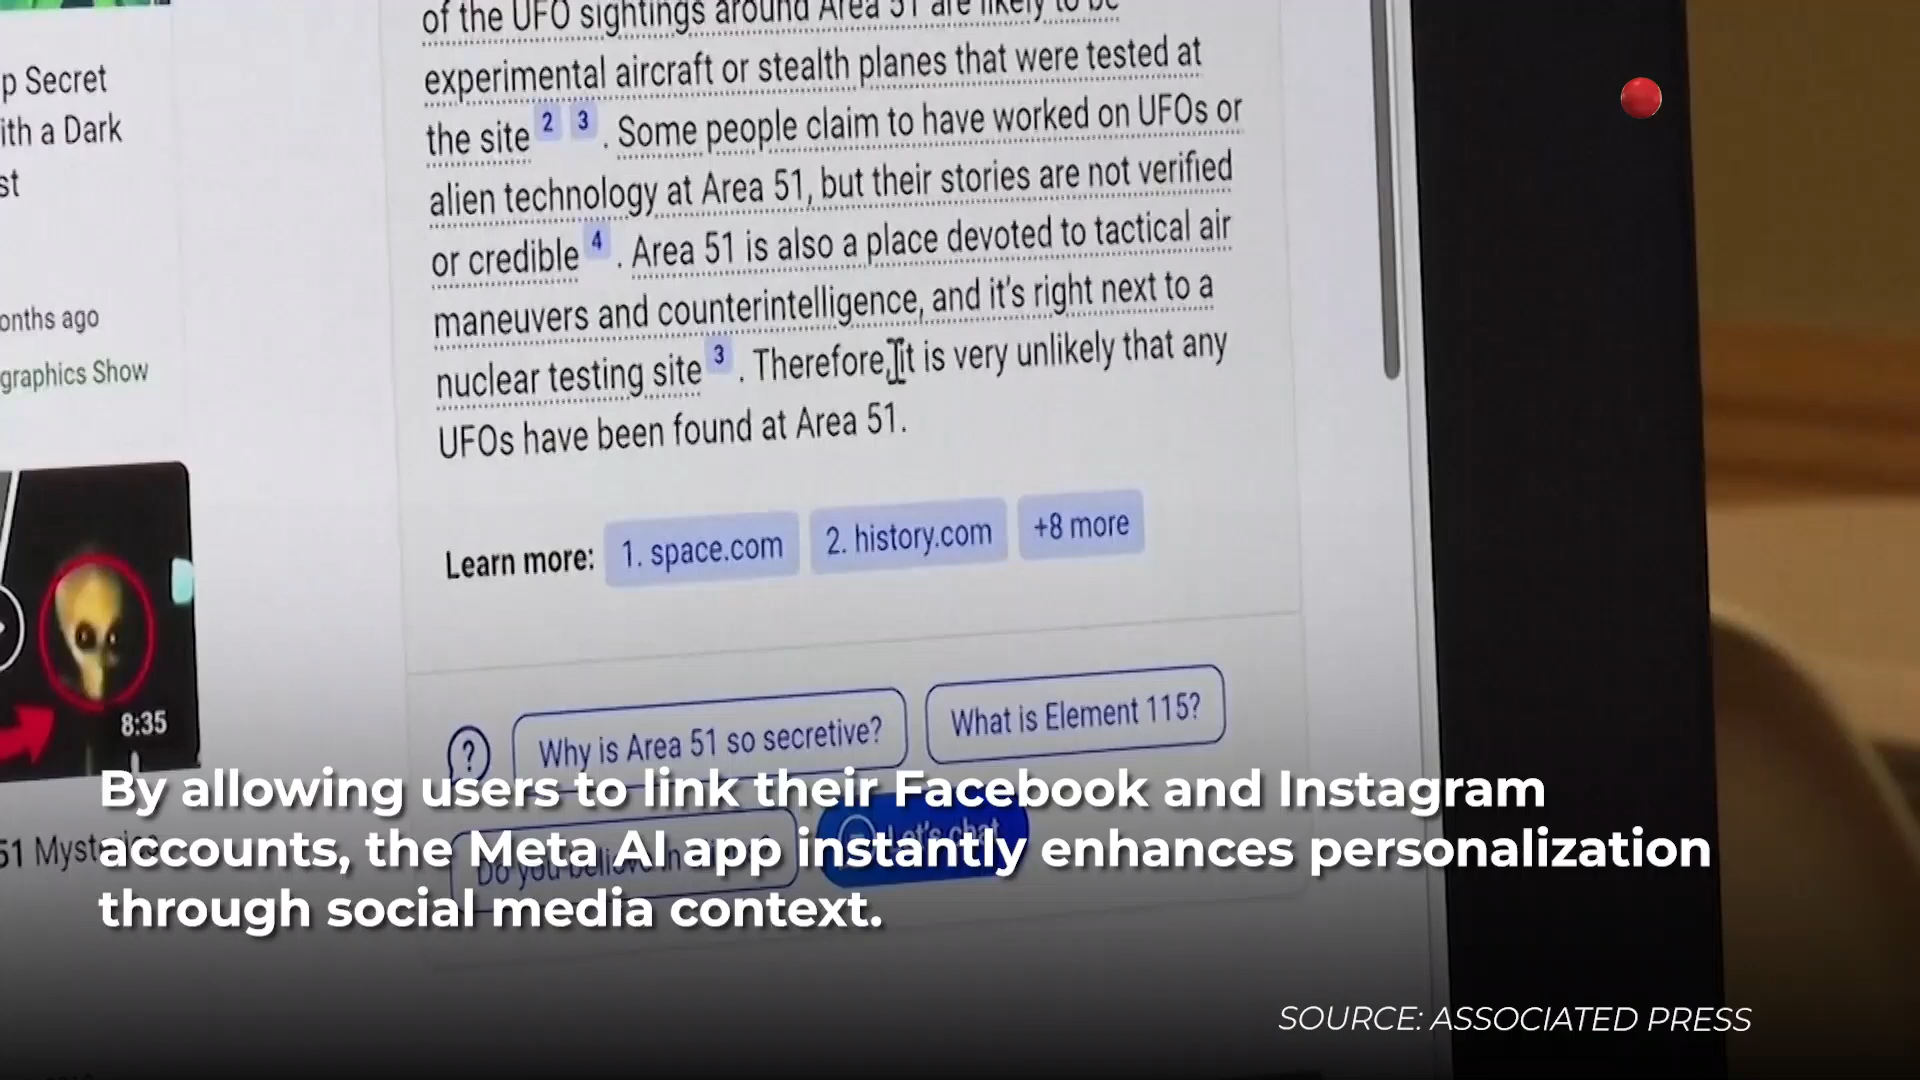 p Secret
ith a Dark
st
onths ago
graphics Show
8:35
51
of the UFO sightings around Area 51 are likely to be
experimental aircraft or stealth planes that were tested at
the site 2 3 . Some people claim to have worked on UFOs or
alien technology at Area 51, but their stories are not verified
or credible 4 . Area 51 is also a place devoted to tactical air
maneuvers and counterintelligence, and it's right next to a
nuclear testing site 3 . Therefore, it is very unlikely that any
UFOs have been found at Area 51.
Learn more: 1. space.com 2. history.com +8 more
Why is Area 51 so secretive? What is Element 115?
Do you believe in
Let's chat
By allowing users to link their Facebook and Instagram
accounts, the Meta AI app instantly enhances personalization
through social media context.
SOURCE: ASSOCIATED PRESS